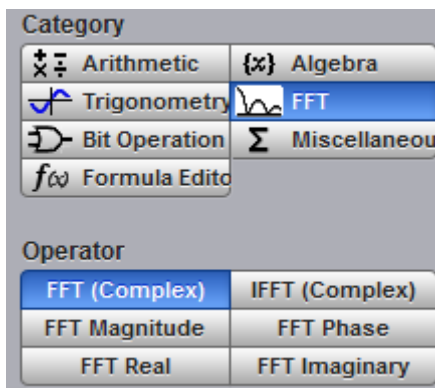 Category
Arithmetic {x} Algebra
Trigonometry FFT
Bit Operation Σ Miscellaneou
f(x) Formula Edito
Operator
FFT (Complex) IFFT (Complex)
FFT Magnitude FFT Phase
FFT Real FFT Imaginary